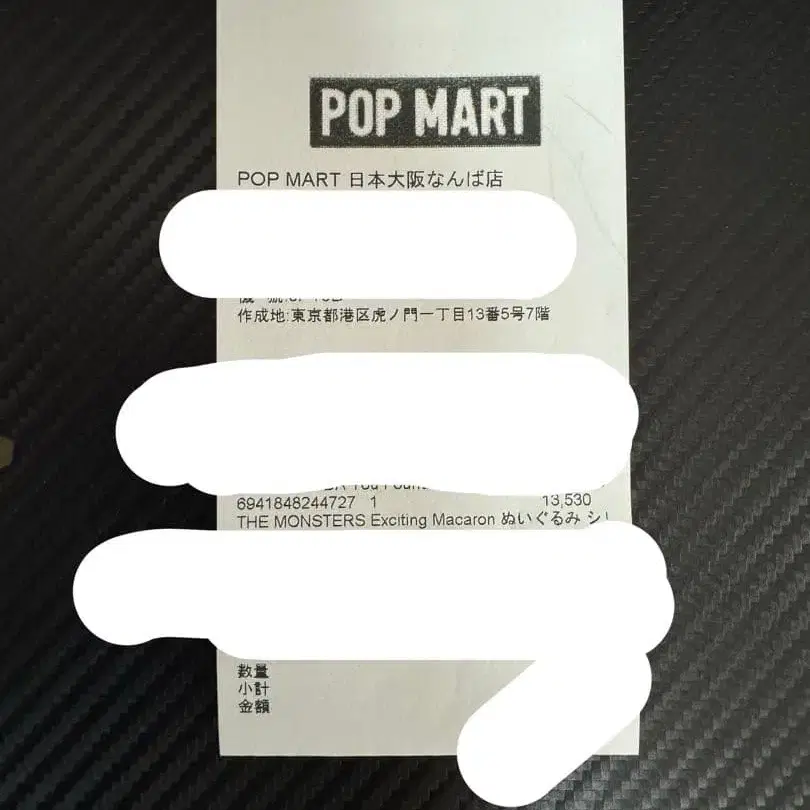 POP MART
POP MART 日本大阪なんば店
作成地:東京都港区虎ノ門一丁目13番5号7階
6941848244727 1 13,530
THE MONSTERS Exciting Macaron ぬいぐるみ
数量
小計
金額